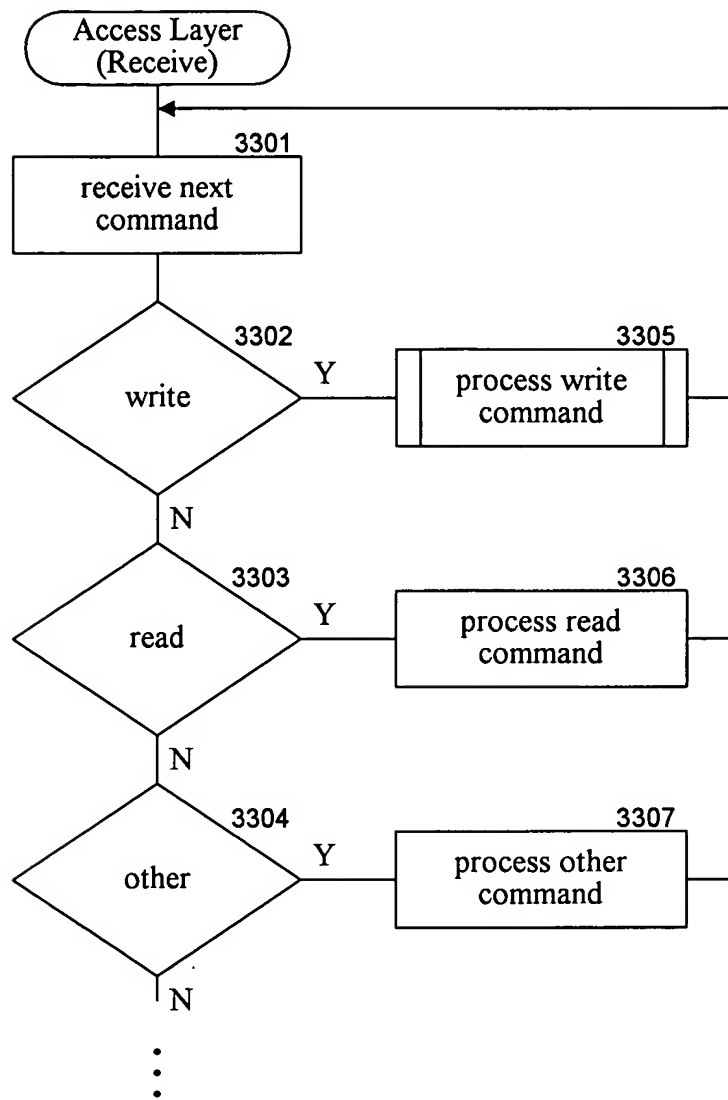 Access Layer
(Receive)
3301
receive next
command
3302
write
Y
3305
process write
command
N
3303
read
Y
3306
process read
command
N
3304
other
Y
3307
process other
command
N